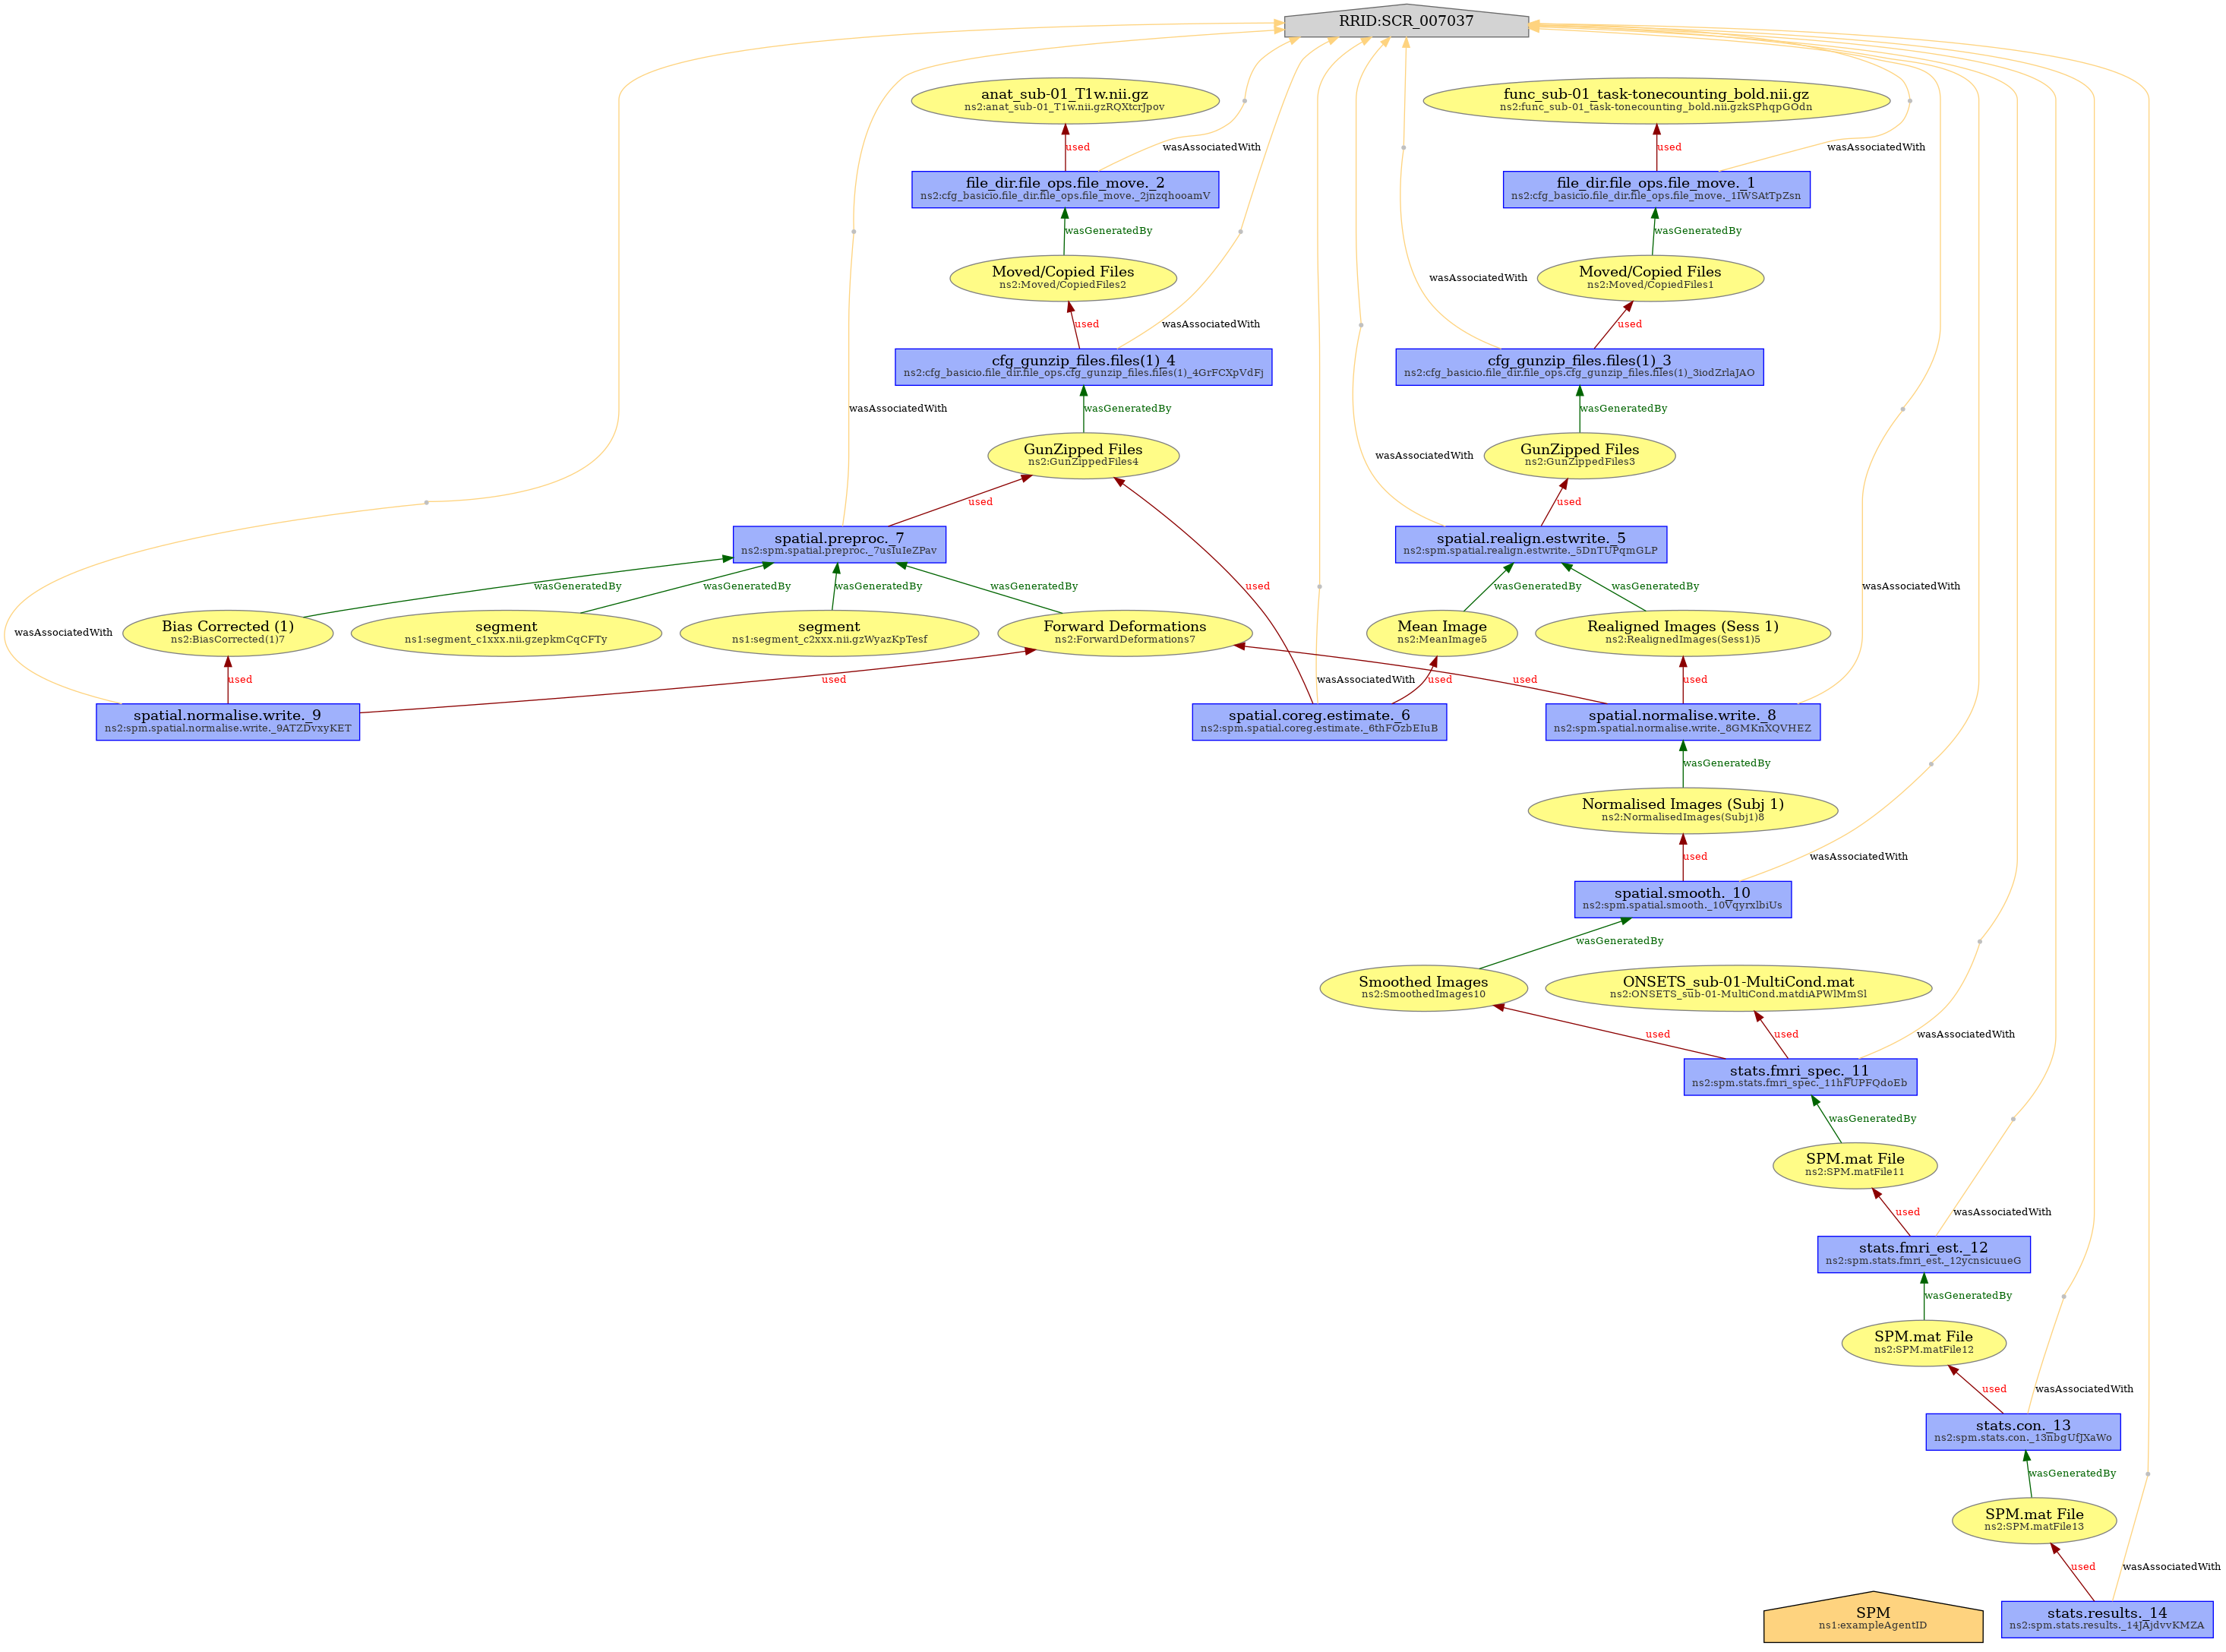 RRID:SCR_007037
anat_sub-01_T1w.nii.gz
ns2:anat_sub-01_T1w.nii.gzRQXtcrJpov
func_sub-01_task-tonecounting_bold.nii.gz
ns2:func_sub-01_task-tonecounting_bold.nii.gzkSPhqpGOdn
used
wasAssociatedWith
used
wasAssociatedWith
file_dir.file_ops.file_move._2
ns2:cfg_basicio.file_dir.file_ops.file_move._2jnzqhooamV
file_dir.file_ops.file_move._1
ns2:cfg_basicio.file_dir.file_ops.file_move._1IWSAtTpZsn
wasGeneratedBy
wasGeneratedBy
Moved/Copied Files
ns2:Moved/CopiedFiles2
wasAssociatedWith
Moved/Copied Files
ns2:Moved/CopiedFiles1
used
wasAssociatedWith
used
cfg_gunzip_files.files(1)_4
ns2:cfg_basicio.file_dir.file_ops.cfg_gunzip_files.files(1)_4GrFCXpVdFj
cfg_gunzip_files.files(1)_3
ns2:cfg_basicio.file_dir.file_ops.cfg_gunzip_files.files(1)_3iodZrlaJAO
wasAssociatedWith
wasGeneratedBy
wasGeneratedBy
GunZipped Files
ns2:GunZippedFiles4
wasAssociatedWith
GunZipped Files
ns2:GunZippedFiles3
used
used
spatial.preproc._7
ns2:spm.spatial.preproc._7usIuIeZPav
spatial.realign.estwrite._5
ns2:spm.spatial.realign.estwrite._5DnTUPqmGLP
wasGeneratedBy
wasGeneratedBy
wasGeneratedBy
wasGeneratedBy
used
wasGeneratedBy
wasGeneratedBy
wasAssociatedWith
wasAssociatedWith
Bias Corrected (1)
ns2:BiasCorrected(1)7
segment
ns1:segment_c1xxx.nii.gzepkmCqCFTy
segment
ns1:segment_c2xxx.nii.gzWyazKpTesf
Forward Deformations
ns2:ForwardDeformations7
Mean Image
ns2:MeanImage5
Realigned Images (Sess 1)
ns2:RealignedImages(Sess1)5
used
used
wasAssociatedWith
used
used
used
spatial.normalise.write._9
ns2:spm.spatial.normalise.write._9ATZDvxyKET
spatial.coreg.estimate._6
ns2:spm.spatial.coreg.estimate._6thFOzbEIuB
spatial.normalise.write._8
ns2:spm.spatial.normalise.write._8GMKnXQVHEZ
wasGeneratedBy
Normalised Images (Subj 1)
ns2:NormalisedImages(Subj1)8
used
wasAssociatedWith
spatial.smooth._10
ns2:spm.spatial.smooth._10VqyrxlbiUs
wasGeneratedBy
Smoothed Images
ns2:SmoothedImages10
ONSETS_sub-01-MultiCond.mat
ns2:ONSETS_sub-01-MultiCond.matdiAPWlMmSl
used
used
wasAssociatedWith
stats.fmri_spec._11
ns2:spm.stats.fmri_spec._11hFUPFQdoEb
wasGeneratedBy
SPM.mat File
ns2:SPM.matFile11
used
wasAssociatedWith
stats.fmri_est._12
ns2:spm.stats.fmri_est._12ycnsicuueG
wasGeneratedBy
SPM.mat File
ns2:SPM.matFile12
used
wasAssociatedWith
stats.con._13
ns2:spm.stats.con._13nbgUfJXaWo
wasGeneratedBy
SPM.mat File
ns2:SPM.matFile13
used
wasAssociatedWith
SPM
ns1:exampleAgentID
stats.results._14
ns2:spm.stats.results._14JAjdvvKMZA